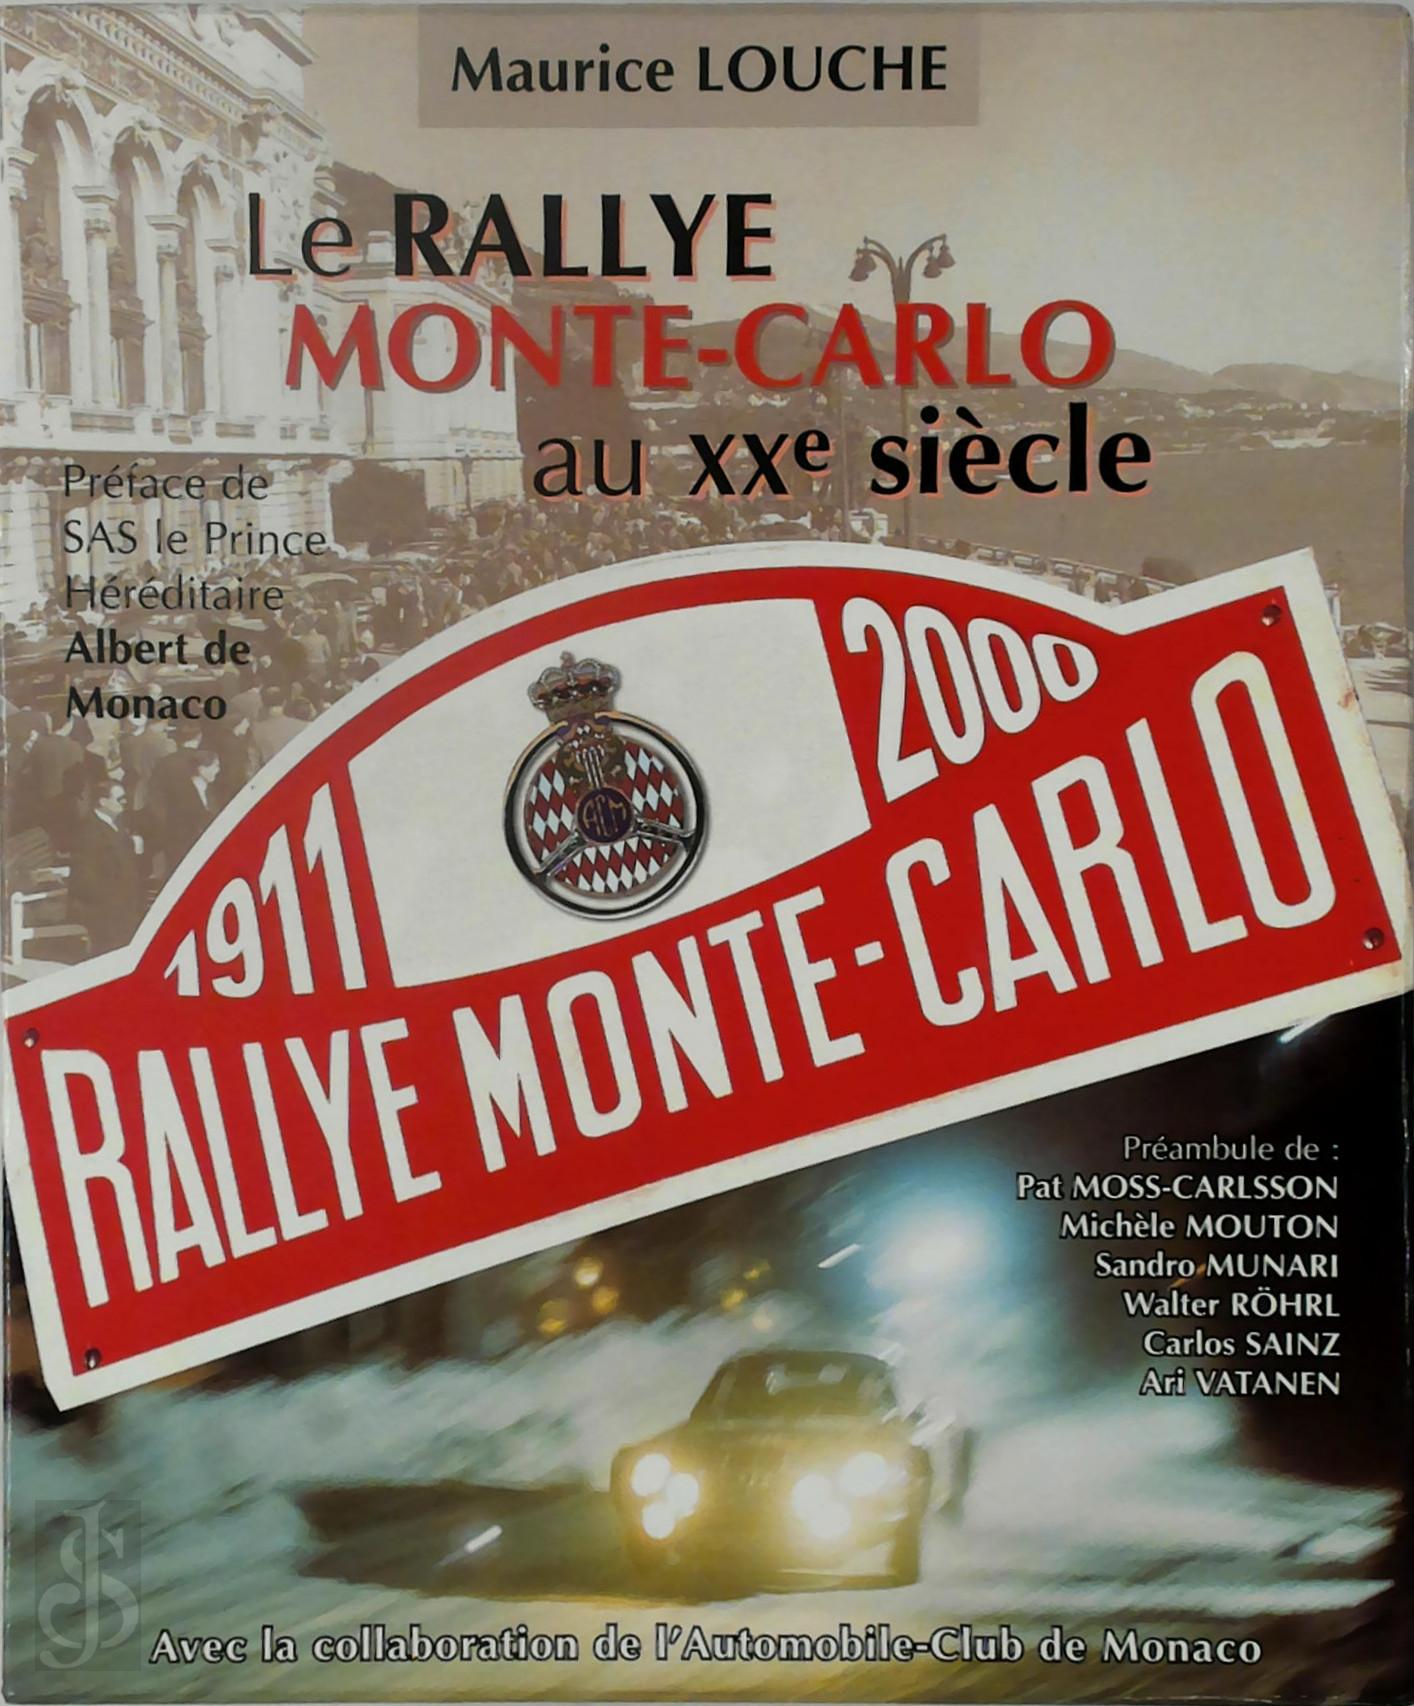 Maurice LOUCHE
Le RALLYE
MONTE-CARLO
au XXe siècle
Préface de
SAS le Prince
Héréditaire
Albert de
Monaco
1911
2000
ACM
RALLYE MONTE-CARLO
Préambule de :
Pat MOSS-CARLSSON
Michèle MOUTON
Sandro MUNARI
Walter RÖHRL
Carlos SAINZ
Ari VATANEN
Avec la collaboration de l'Automobile-Club de Monaco